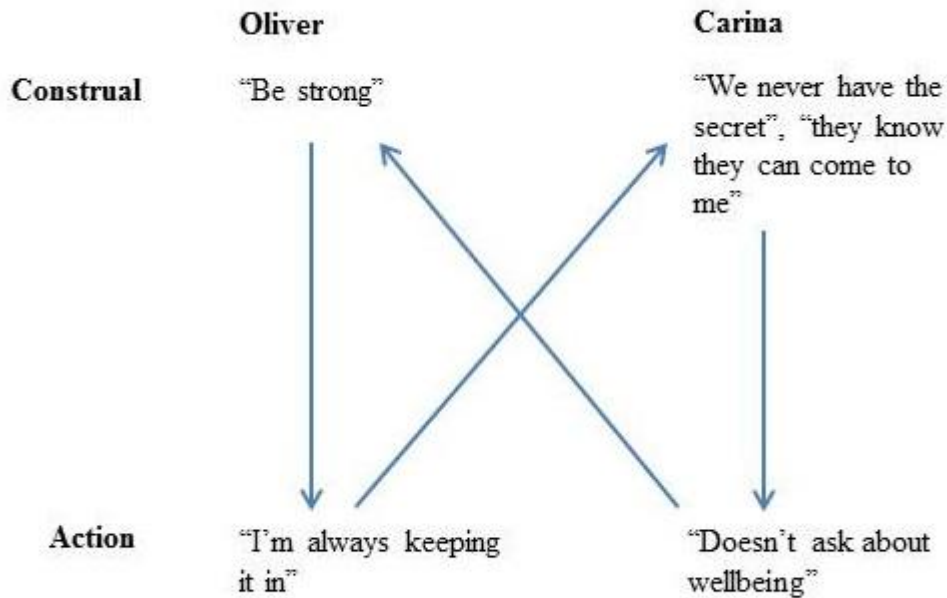 Oliver Carina
Construal
“Be strong”
“We never have the
secret”, “they know
they can come to
me”
Action
“I’m always keeping
it in”
“Doesn’t ask about
wellbeing”